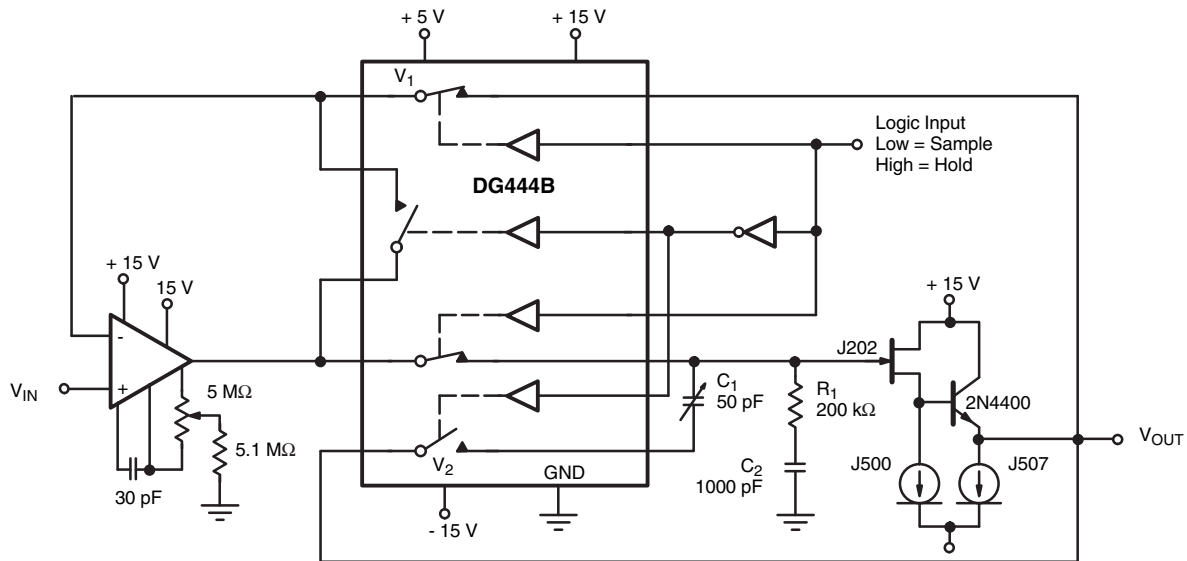 + 5 V
+ 15 V
V1
Logic Input
Low = Sample
High = Hold
DG444B
+ 15 V
15 V
-
+
VIN
5 MΩ
5.1 MΩ
30 pF
V2
GND
- 15 V
C1
50 pF
R1
200 kΩ
C2
1000 pF
+ 15 V
J202
2N4400
J500
J507
VOUT